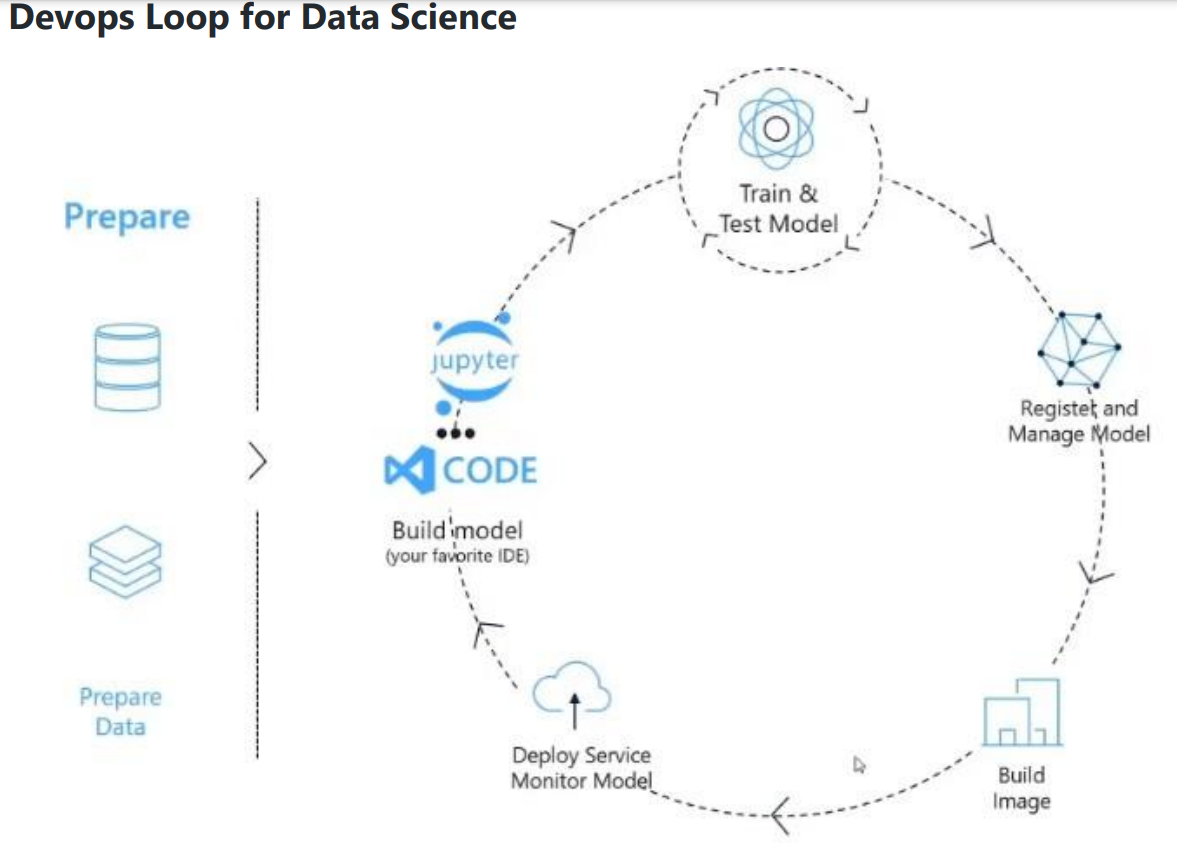 Devops Loop for Data Science
Prepare
Prepare
Data
jupyter
CODE
Build model
(your favorite IDE)
Train &
Test Model
Register and
Manage Model
Build
Image
Deploy Service
Monitor Model